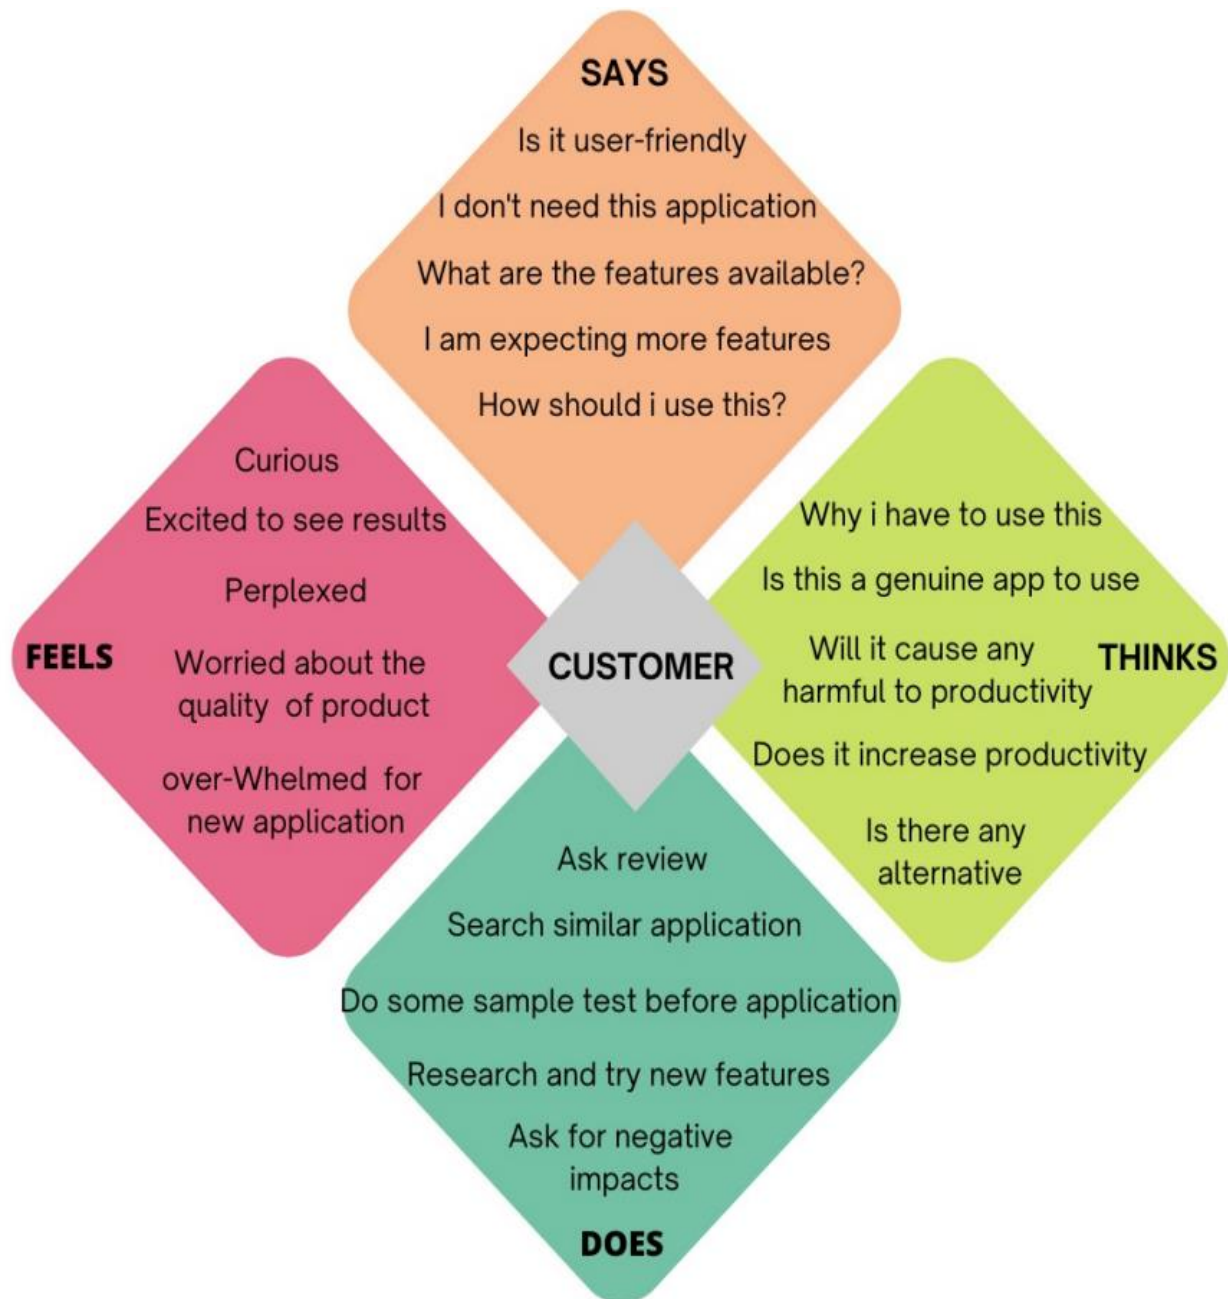 SAYS
Is it user-friendly
I don't need this application
What are the features available?
I am expecting more features
How should i use this?
FEELS
Curious
Excited to see results
Perplexed
Worried about the
quality of product
over-Whelmed for
new application
CUSTOMER
THINKS
Why i have to use this
Is this a genuine app to use
Will it cause any
harmful to productivity
Does it increase productivity
Is there any
alternative
Ask review
Search similar application
Do some sample test before application
Research and try new features
Ask for negative
impacts
DOES